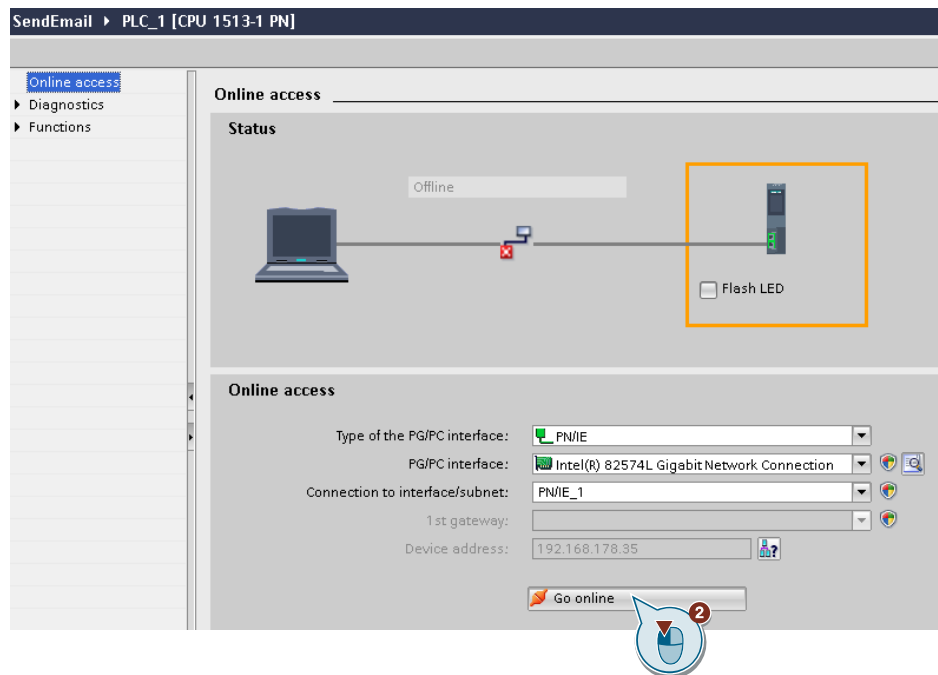 SendEmail ▸ PLC_1 [CPU 1513-1 PN]
Online access
Diagnostics
Functions
Online access
Status
Offline
Flash LED
Online access
Type of the PG/PC interface: PN/IE
PG/PC interface: Intel(R) 82574L Gigabit Network Connection
Connection to interface/subnet: PN/IE_1
1st gateway:
Device address: 192.168.178.35
?
Go online
2